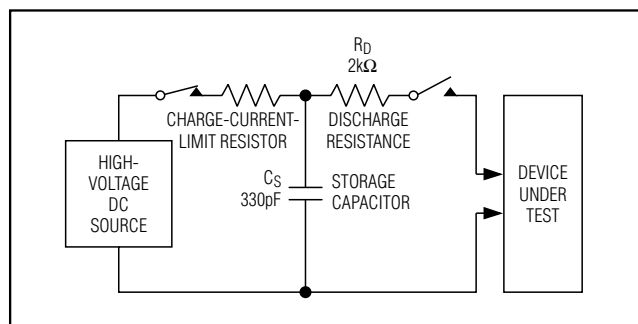 R_D
2kΩ
CHARGE-CURRENT-
LIMIT RESISTOR
DISCHARGE
RESISTANCE
HIGH-
VOLTAGE
DC
SOURCE
C_S
330pF
STORAGE
CAPACITOR
DEVICE
UNDER
TEST